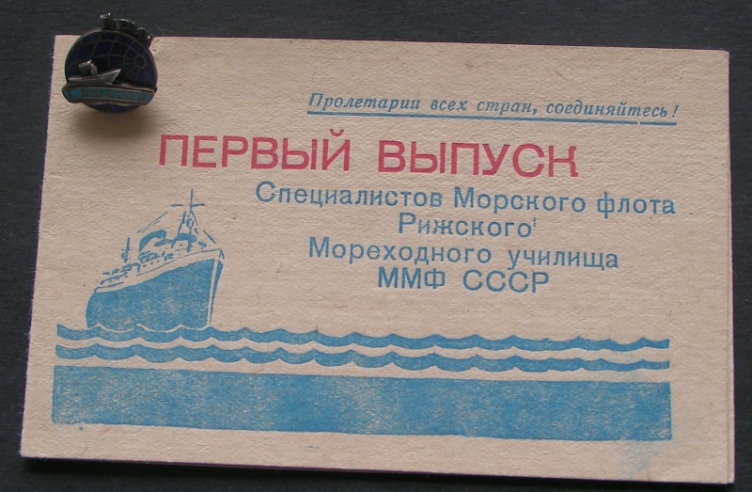 Пролетарии всех стран, соединяйтесь!
ПЕРВЫЙ ВЫПУСК
Специалистов Морского флота
Рижского
Мореходного училища
ММФ СССР